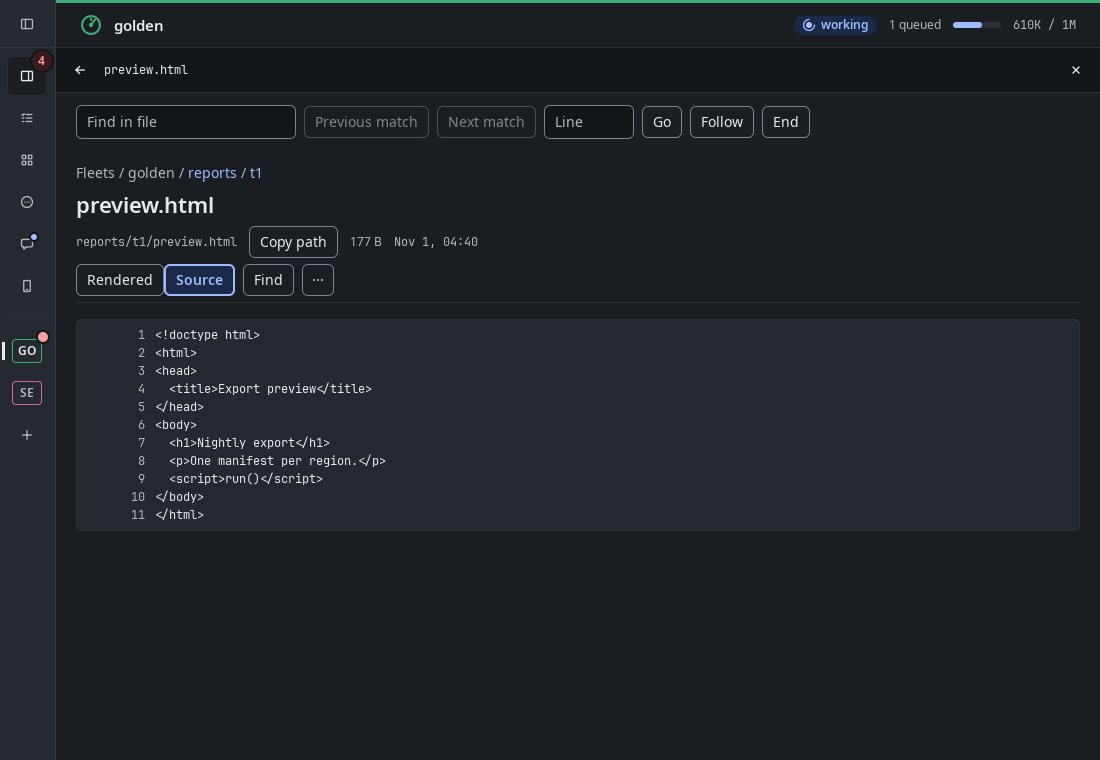 golden
working
1 queued
610K / 1M
4
preview.html
Find in file
Previous match
Next match
Line
Go
Follow
End
Fleets / golden / reports / t1
preview.html
reports/t1/preview.html
Copy path
177 B
Nov 1, 04:40
Rendered
Source
Find
...
GO
SE
1 <!doctype html>
2 <html>
3 <head>
4   <title>Export preview</title>
5 </head>
6 <body>
7   <h1>Nightly export</h1>
8   <p>One manifest per region.</p>
9   <script>run()</script>
10 </body>
11 </html>